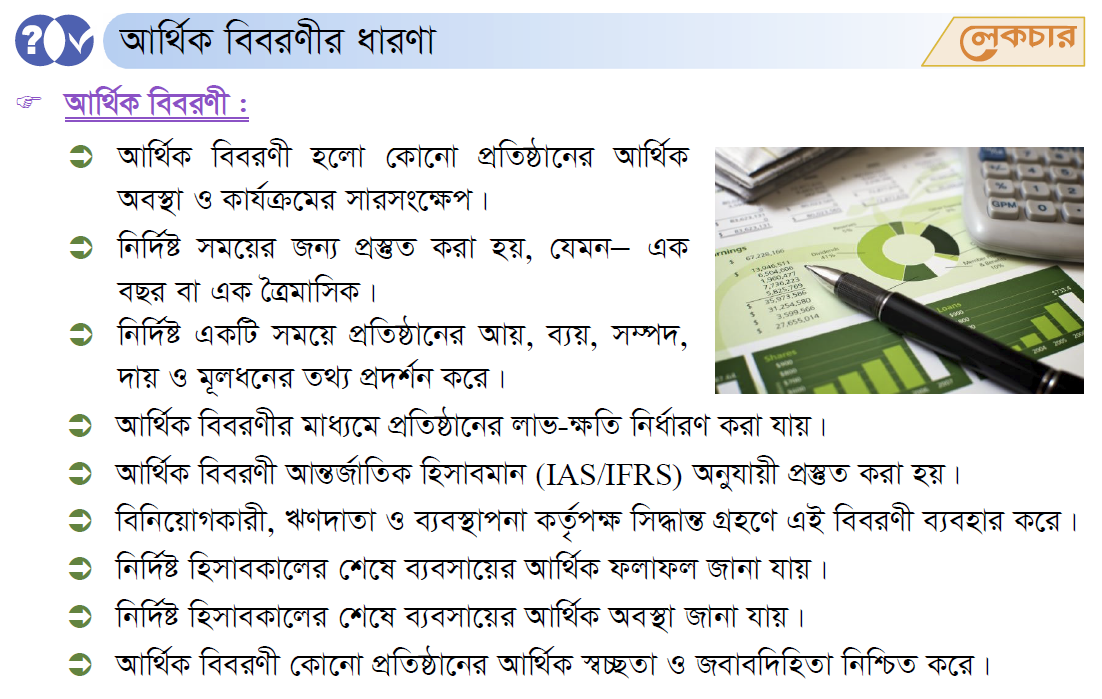 আর্থিক বিবরণীর ধারণা
লেকচার
আর্থিক বিবরণী :
আর্থিক বিবরণী হলো কোনো প্রতিষ্ঠানের আর্থিক
অবস্থা ও কার্যক্রমের সারসংক্ষেপ।
নির্দিষ্ট সময়ের জন্য প্রস্তুত করা হয়, যেমন– এক
বছর বা এক ত্রৈমাসিক।
নির্দিষ্ট একটি সময়ে প্রতিষ্ঠানের আয়, ব্যয়, সম্পদ,
দায় ও মূলধনের তথ্য প্রদর্শন করে।
আর্থিক বিবরণীর মাধ্যমে প্রতিষ্ঠানের লাভ-ক্ষতি নির্ধারণ করা যায়।
আর্থিক বিবরণী আন্তর্জাতিক হিসাবমান (IAS/IFRS) অনুযায়ী প্রস্তুত করা হয়।
বিনিয়োগকারী, ঋণদাতা ও ব্যবস্থাপনা কর্তৃপক্ষ সিদ্ধান্ত গ্রহণে এই বিবরণী ব্যবহার করে।
নির্দিষ্ট হিসাবকালের শেষে ব্যবসায়ের আর্থিক ফলাফল জানা যায়।
নির্দিষ্ট হিসাবকালের শেষে ব্যবসায়ের আর্থিক অবস্থা জানা যায়।
আর্থিক বিবরণী কোনো প্রতিষ্ঠানের আর্থিক স্বচ্ছতা ও জবাবদিহিতা নিশ্চিত করে।
GPM
Loans
Shares